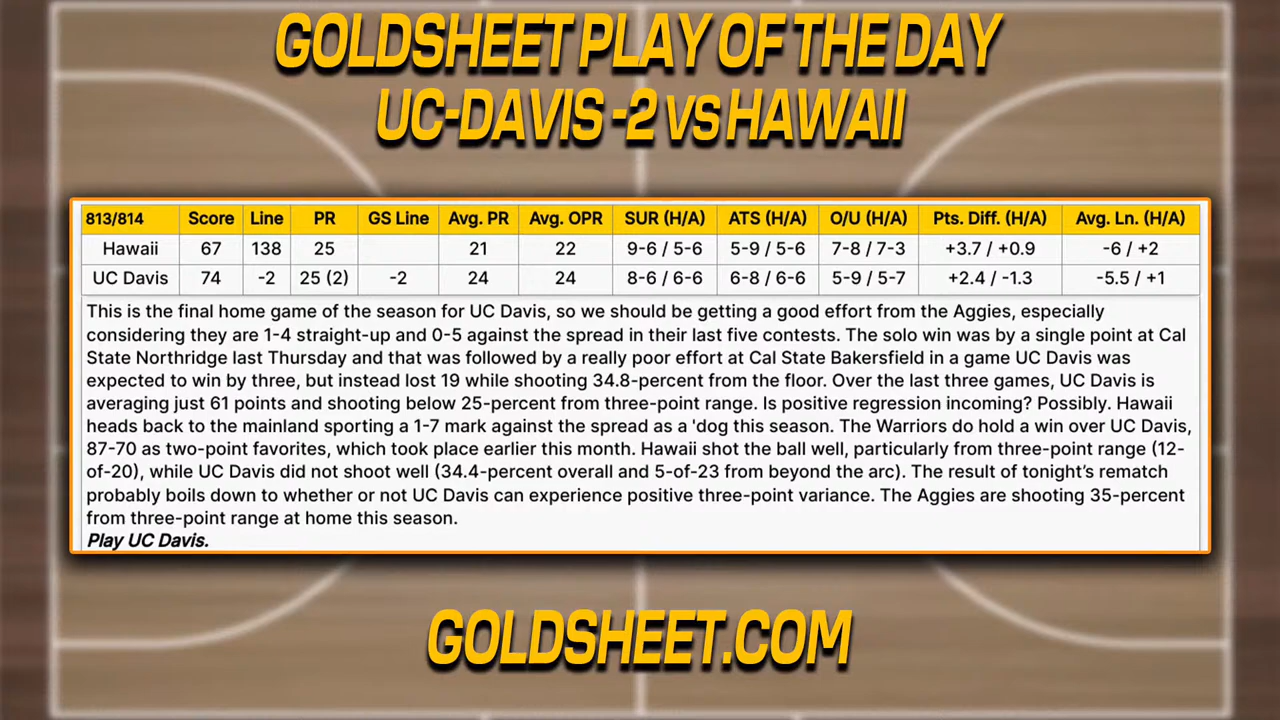 GOLDSHEET PLAY OF THE DAY
UC-DAVIS -2 VS HAWAII
813/814 Score Line PR GS Line Avg. PR Avg. OPR SUR (H/A) ATS (H/A) O/U (H/A) Pts. Diff. (H/A) Avg. Ln. (H/A)
Hawaii 67 138 25 21 22 9-6 / 5-6 5-9 / 5-6 7-8 / 7-3 +3.7 / +0.9 -6 / +2
UC Davis 74 -2 25 (2) -2 24 24 8-6 / 6-6 6-8 / 6-6 5-9 / 5-7 +2.4 / -1.3 -5.5 / +1
This is the final home game of the season for UC Davis, so we should be getting a good effort from the Aggies, especially
considering they are 1-4 straight-up and 0-5 against the spread in their last five contests. The solo win was by a single point at Cal
State Northridge last Thursday and that was followed by a really poor effort at Cal State Bakersfield in a game UC Davis was
expected to win by three, but instead lost 19 while shooting 34.8-percent from the floor. Over the last three games, UC Davis is
averaging just 61 points and shooting below 25-percent from three-point range. Is positive regression incoming? Possibly. Hawaii
heads back to the mainland sporting a 1-7 mark against the spread as a 'dog this season. The Warriors do hold a win over UC Davis,
87-70 as two-point favorites, which took place earlier this month. Hawaii shot the ball well, particularly from three-point range (12-
of-20), while UC Davis did not shoot well (34.4-percent overall and 5-of-23 from beyond the arc). The result of tonight's rematch
probably boils down to whether or not UC Davis can experience positive three-point variance. The Aggies are shooting 35-percent
from three-point range at home this season.
Play UC Davis.
GOLDSHEET.COM